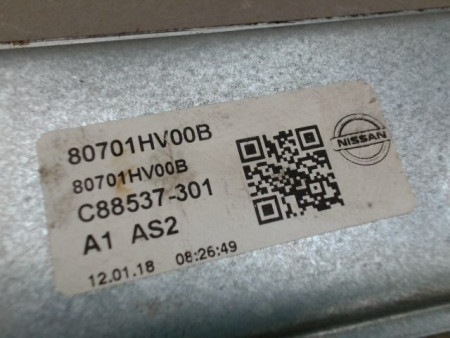 80701HV00B
80701HV00B
C88537-301
A1 AS2
12.01.18 08:26:49
NISSAN